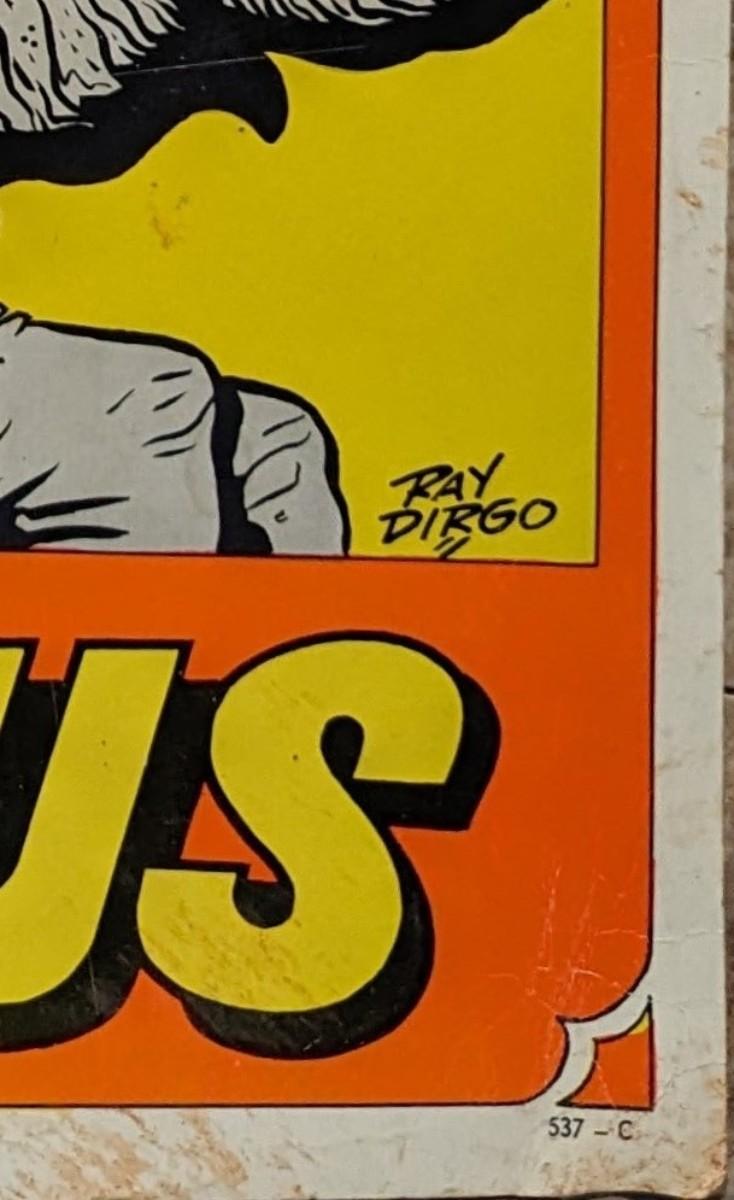 RAY
DIRGO
US
537 – C